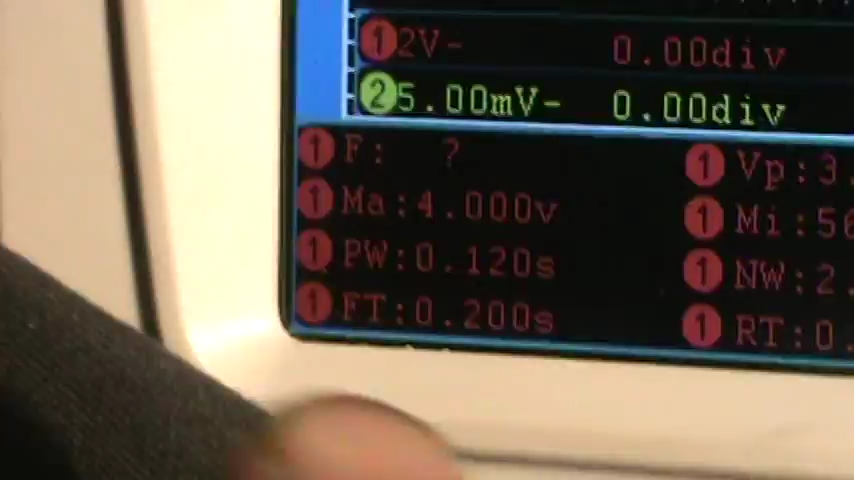 1 2V- 0.00div
2 5.00mV- 0.00div
1 F: ? 1 Vp:3.
1 Ma:4.000v 1 Mi:56
1 PW:0.120s 1 NW:2.
1 FT:0.200s 1 RT:0.